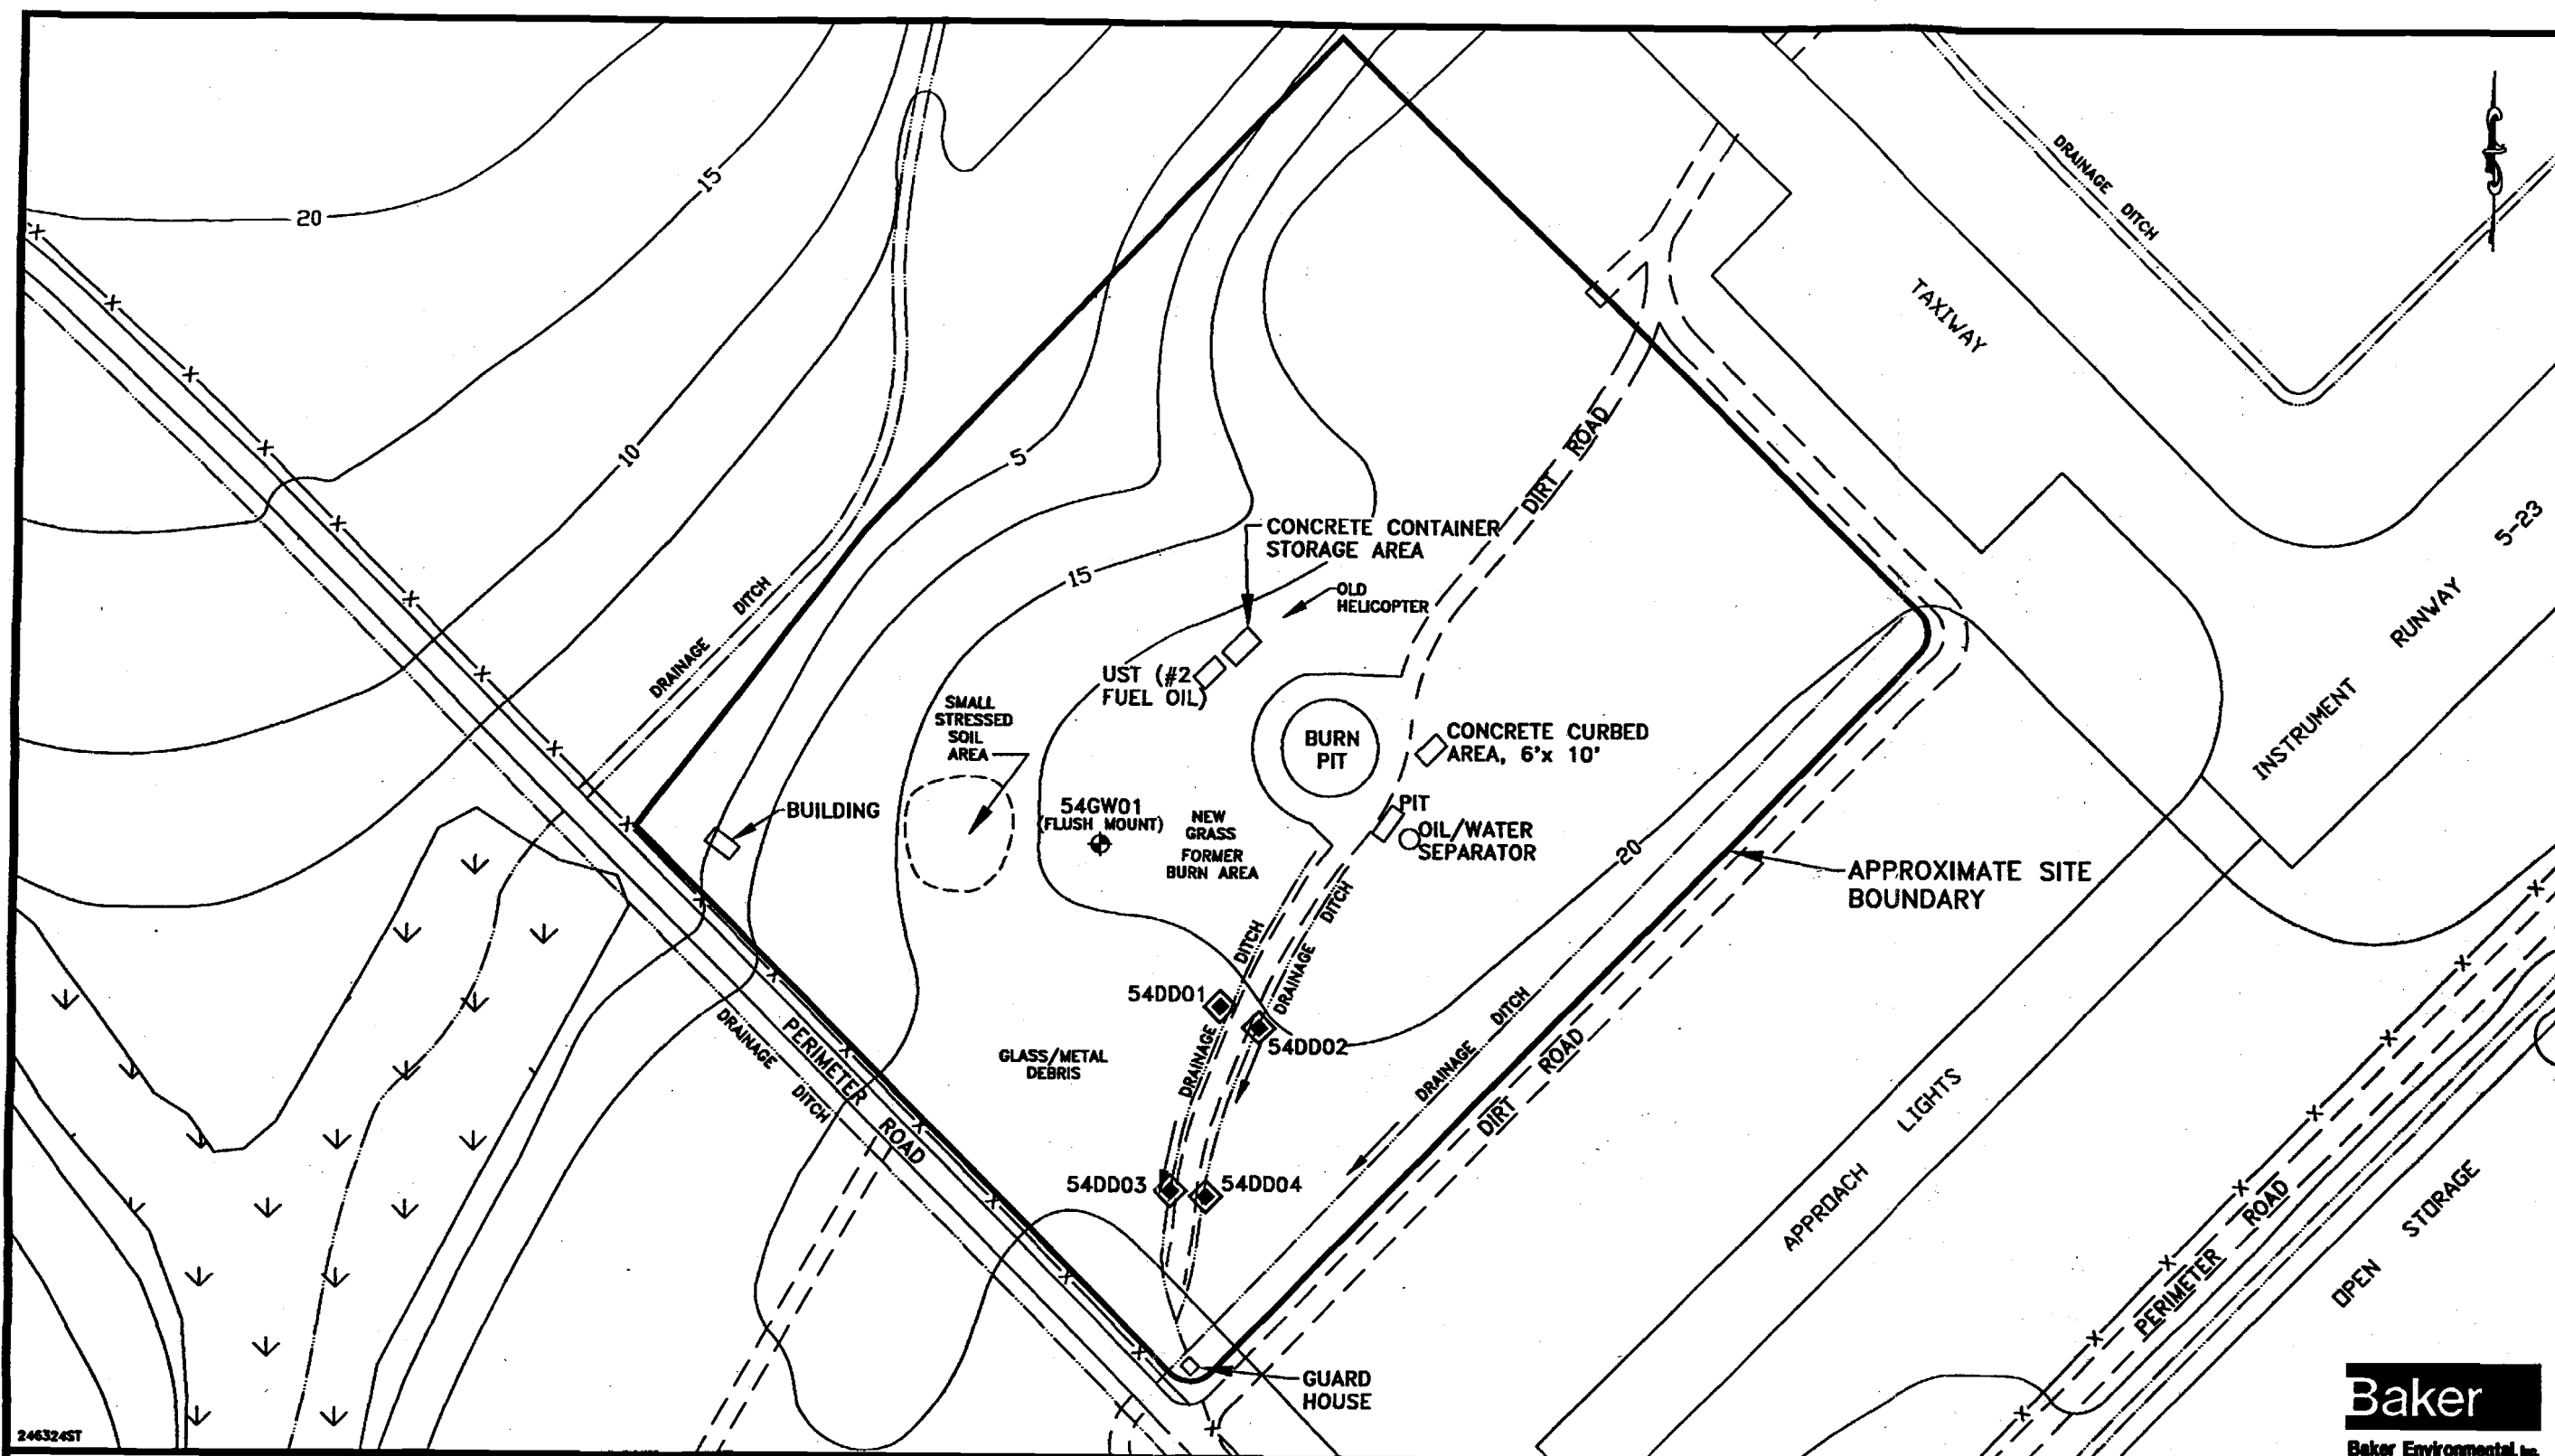 DRAINAGE DITCH
15
20
TAXIWAY
DIRT ROAD
10
5
5-23
CONCRETE CONTAINER
STORAGE AREA
15
OLD
HELICOPTER
DRAINAGE DITCH
RUNWAY
UST (#2
FUEL OIL)
SMALL
STRESSED
SOIL
AREA
INSTRUMENT
BURN
PIT
CONCRETE CURBED
AREA, 6'x 10'
BUILDING
54GW01
(FLUSH MOUNT)
NEW
GRASS
FORMER
BURN AREA
PIT
OIL/WATER
SEPARATOR
20
APPROXIMATE SITE
BOUNDARY
DRAINAGE DITCH
DRAINAGE DITCH
54DD01
54DD02
DRAINAGE DITCH
DRAINAGE DITCH
PERIMETER ROAD
GLASS/METAL
DEBRIS
DIRT ROAD
LIGHTS
APPROACH
54DD03
54DD04
PERIMETER ROAD
OPEN STORAGE
GUARD
HOUSE
Baker
Baker Environmental, Inc.
246324ST